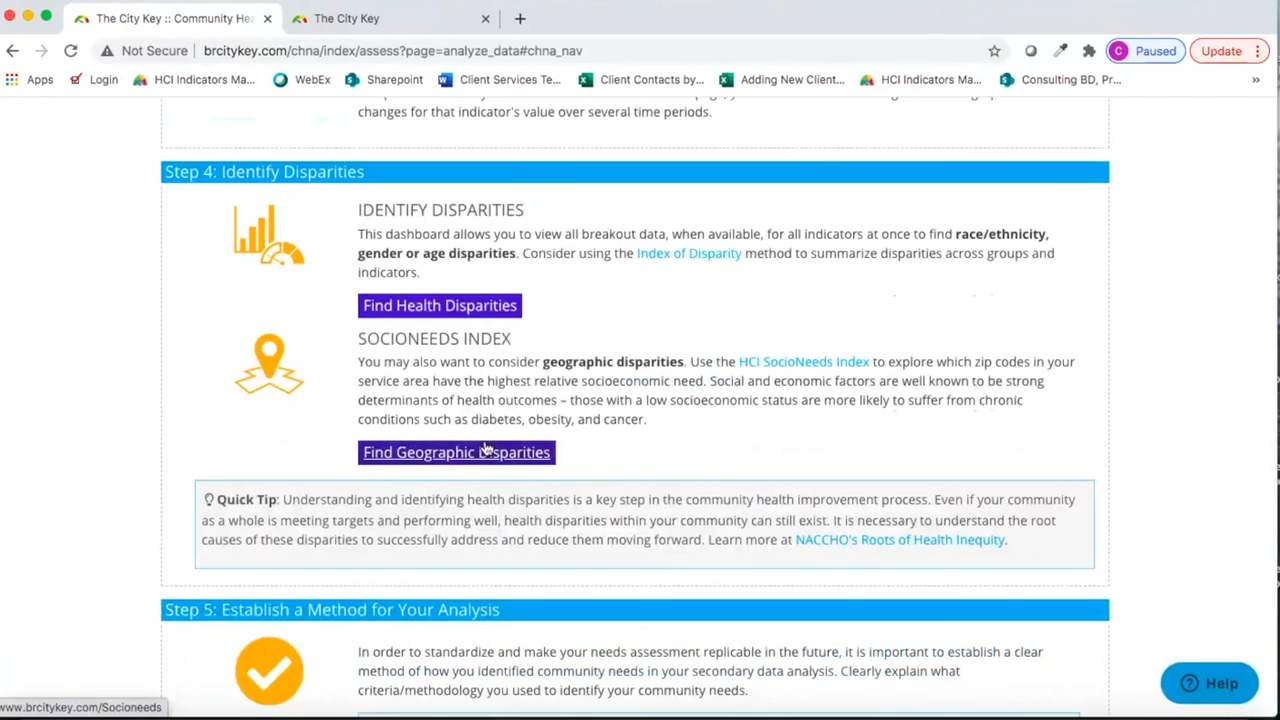 The City Key :: Community Hea
The City Key
Not Secure
brcitykey.com/chna/index/assess?page=analyze_data#chna_nav
C Paused
Update
Apps
Login
HCI Indicators Ma...
WebEx
Sharepoint
Client Services Te...
Client Contacts by...
Adding New Client...
HCI Indicators Ma...
Consulting BD, Pr...
changes for that indicator's value over several time periods.
Step 4: Identify Disparities
IDENTIFY DISPARITIES
This dashboard allows you to view all breakout data, when available, for all indicators at once to find race/ethnicity,
gender or age disparities. Consider using the Index of Disparity method to summarize disparities across groups and
indicators.
Find Health Disparities
SOCIONEEDS INDEX
You may also want to consider geographic disparities. Use the HCI SocioNeeds Index to explore which zip codes in your
service area have the highest relative socioeconomic need. Social and economic factors are well known to be strong
determinants of health outcomes – those with a low socioeconomic status are more likely to suffer from chronic
conditions such as diabetes, obesity, and cancer.
Find Geographic Disparities
Quick Tip: Understanding and identifying health disparities is a key step in the community health improvement process. Even if your community
as a whole is meeting targets and performing well, health disparities within your community can still exist. It is necessary to understand the root
causes of these disparities to successfully address and reduce them moving forward. Learn more at NACCHO's Roots of Health Inequity.
Step 5: Establish a Method for Your Analysis
In order to standardize and make your needs assessment replicable in the future, it is important to establish a clear
method of how you identified community needs in your secondary data analysis. Clearly explain what
criteria/methodology you used to identify your community needs.
Help
www.brcitykey.com/Socioneeds